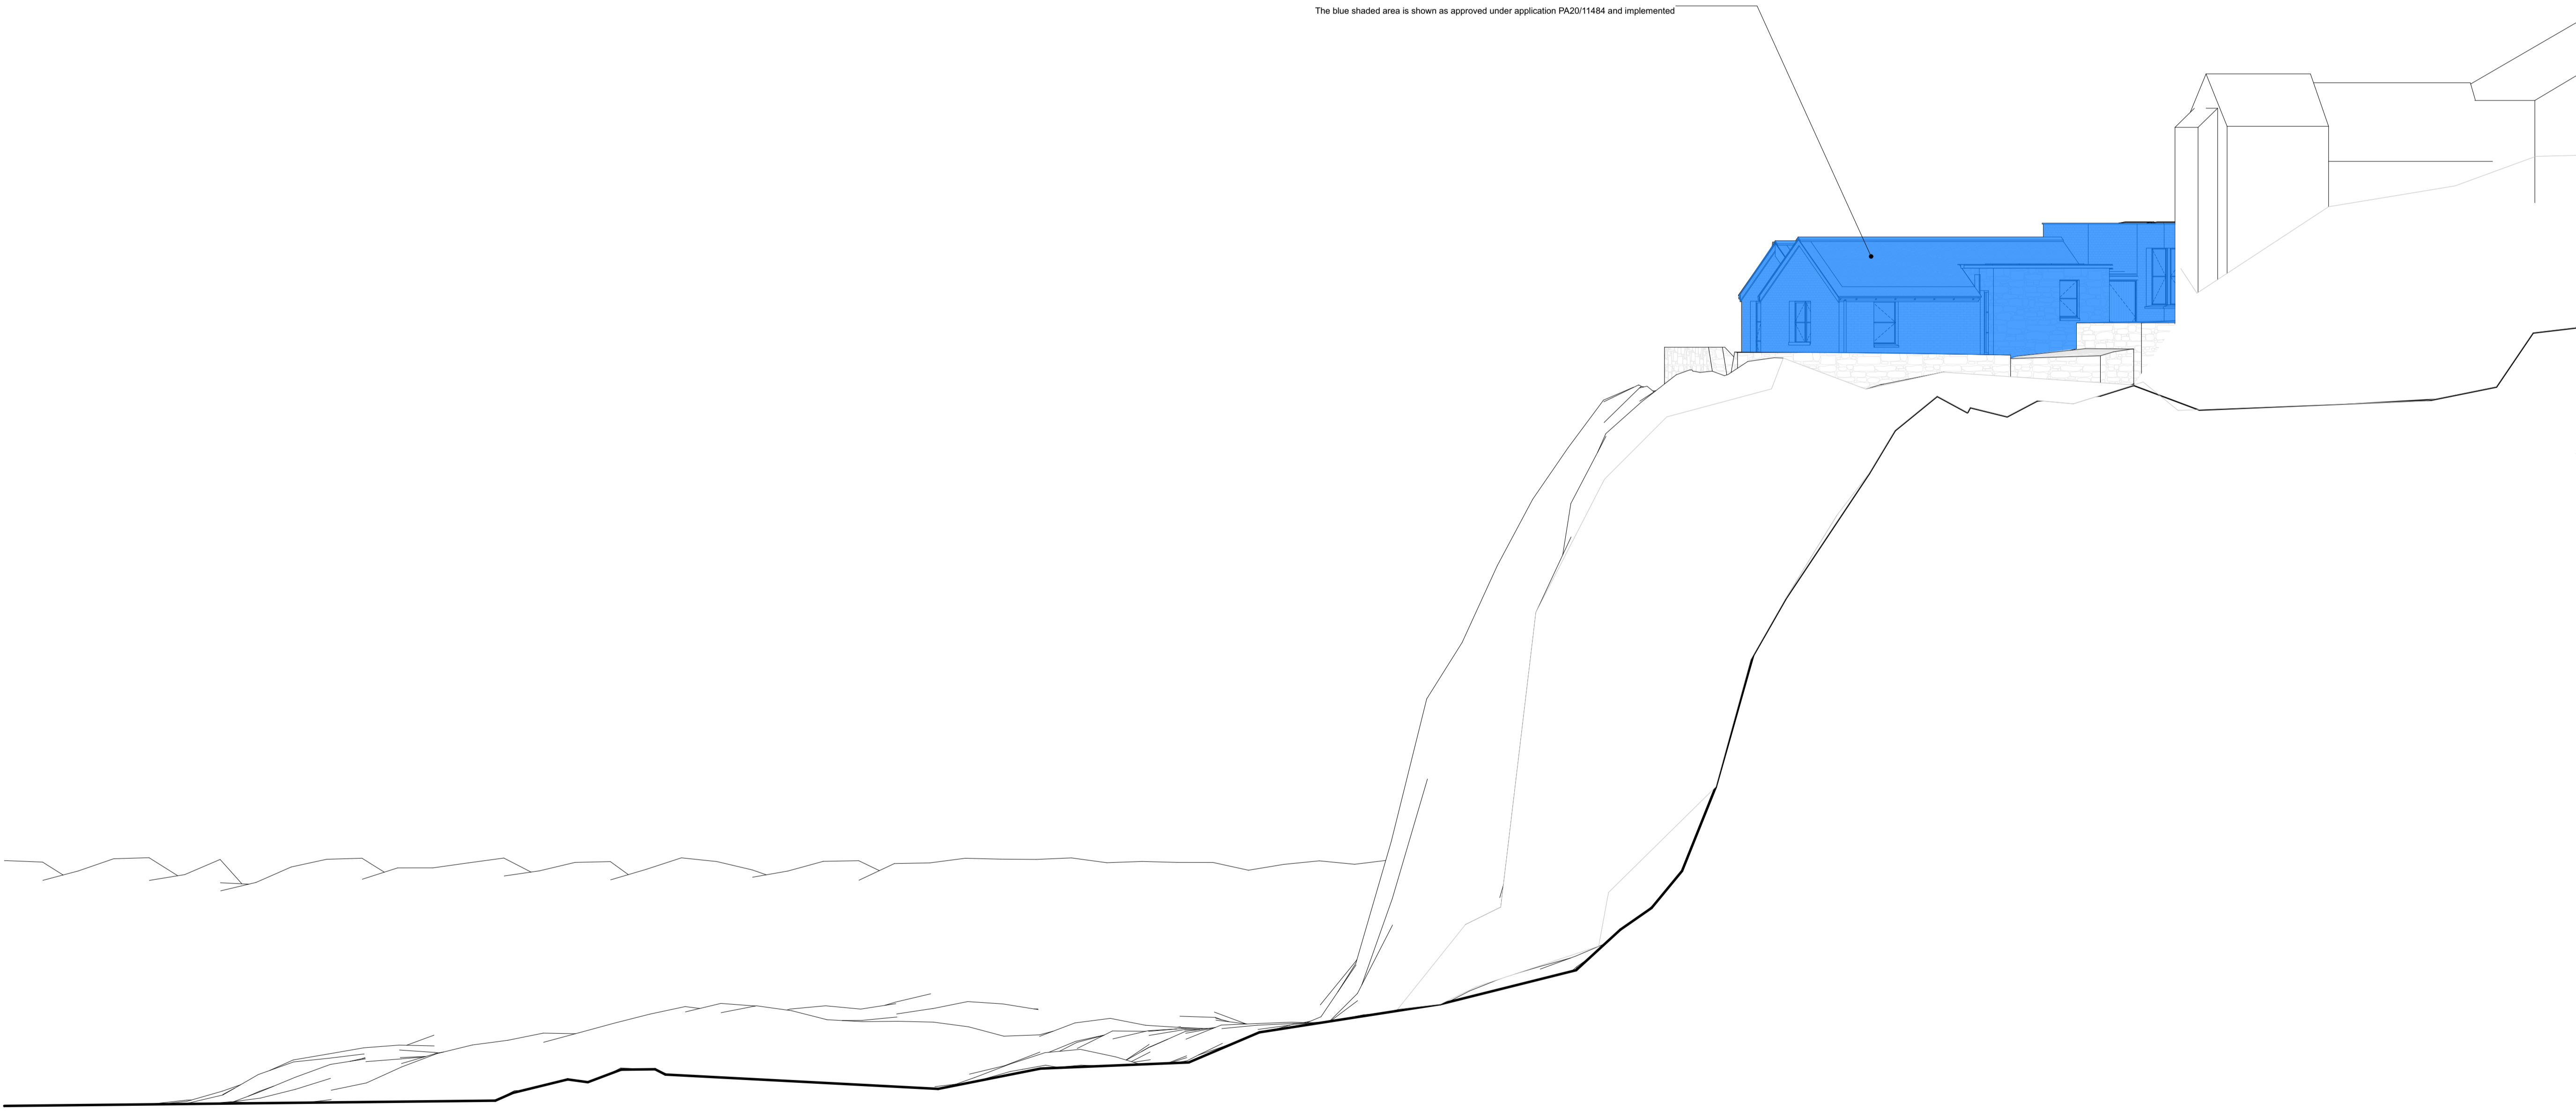 The blue shaded area is shown as approved under application PA20/11484 and implemented